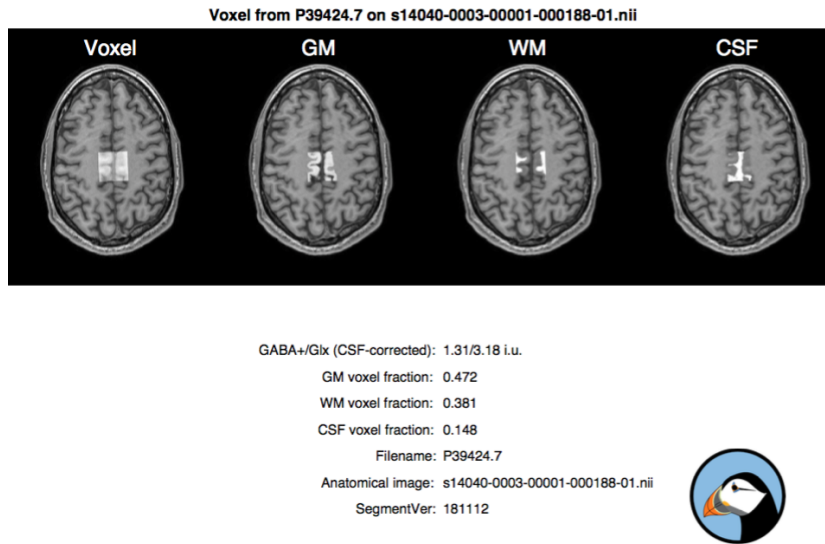 Voxel from P39424.7 on s14040-0003-00001-000188-01.nii
Voxel GM WM CSF
GABA+/Glx (CSF-corrected): 1.31/3.18 i.u.
GM voxel fraction: 0.472
WM voxel fraction: 0.381
CSF voxel fraction: 0.148
Filename: P39424.7
Anatomical image: s14040-0003-00001-000188-01.nii
SegmentVer: 181112